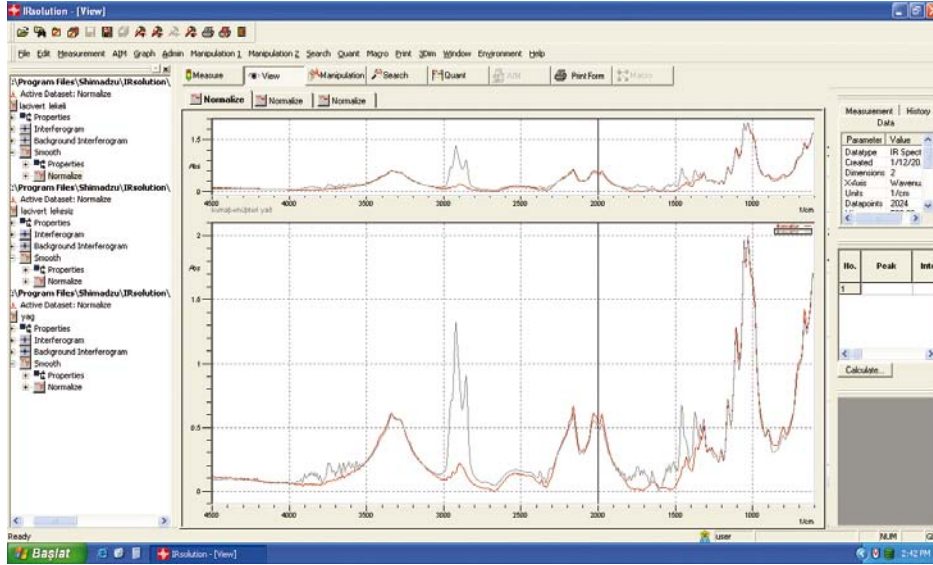 IRsolution - [View]
File Edit Measurement AIM Graph Admin Manipulation 1 Manipulation 2 Search Quant Macro Print 3Dim Window Environment Help
Measure View Manipulation Search Quant AIM Print Form Macro
Normalize Normalize Normalize
:\Program Files\Shimadzu\IRsolution\
Active Dataset: Normalize
lacivert lekeli
Properties
Interferogram
Background Interferogram
Smooth
Properties
Normalize
:\Program Files\Shimadzu\IRsolution\
Active Dataset: Normalize
lacivert lekesiz
Properties
Interferogram
Background Interferogram
Smooth
Properties
Normalize
:\Program Files\Shimadzu\IRsolution\
Active Dataset: Normalize
yag
Properties
Interferogram
Background Interferogram
Smooth
Properties
Normalize
1.5
Abs
0
4500 4000 3500 3000 2500 2000 1500 1000
1/cm
2
Abs
1.5
1
0.5
0
4500 4000 3500 3000 2500 2000 1500 1000
1/cm
Measurement History
Data
Parameter Value
Datatype IR Spect
Created 1/12/20
Dimensions 2
X-Axis Wavenu
Units 1/cm
Datapoints 2024
No. Peak Inte
1
Calculate...
Ready user NUM
Başlat IRsolution - [View] 2:42 PM